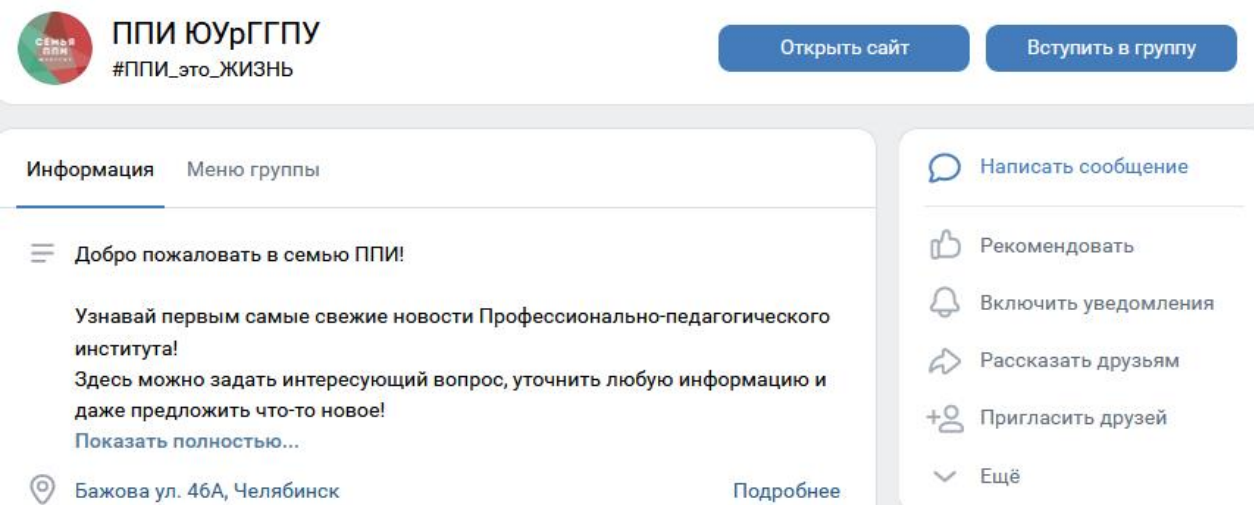 СЕМЬЯ
ППИ
ППИ ЮУрГГПУ
#ППИ_это_ЖИЗНЬ
Открыть сайт
Вступить в группу
Информация
Меню группы
Добро пожаловать в семью ППИ!
Узнавай первым самые свежие новости Профессионально-педагогического
института!
Здесь можно задать интересующий вопрос, уточнить любую информацию и
даже предложить что-то новое!
Показать полностью...
Бажова ул. 46А, Челябинск
Подробнее
Написать сообщение
Рекомендовать
Включить уведомления
Рассказать друзьям
Пригласить друзей
Ещё